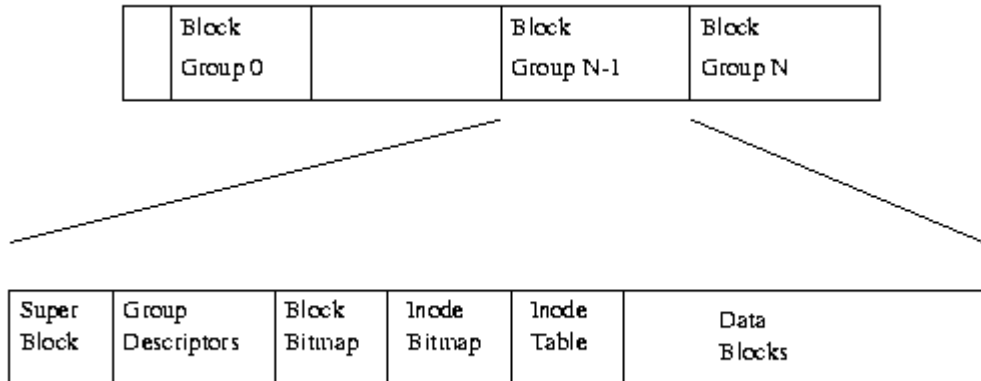 Block Block Block
Group 0 Group N-1 Group N
Super Group Block Inode Inode Data
Block Descriptors Bitmap Bitmap Table Blocks